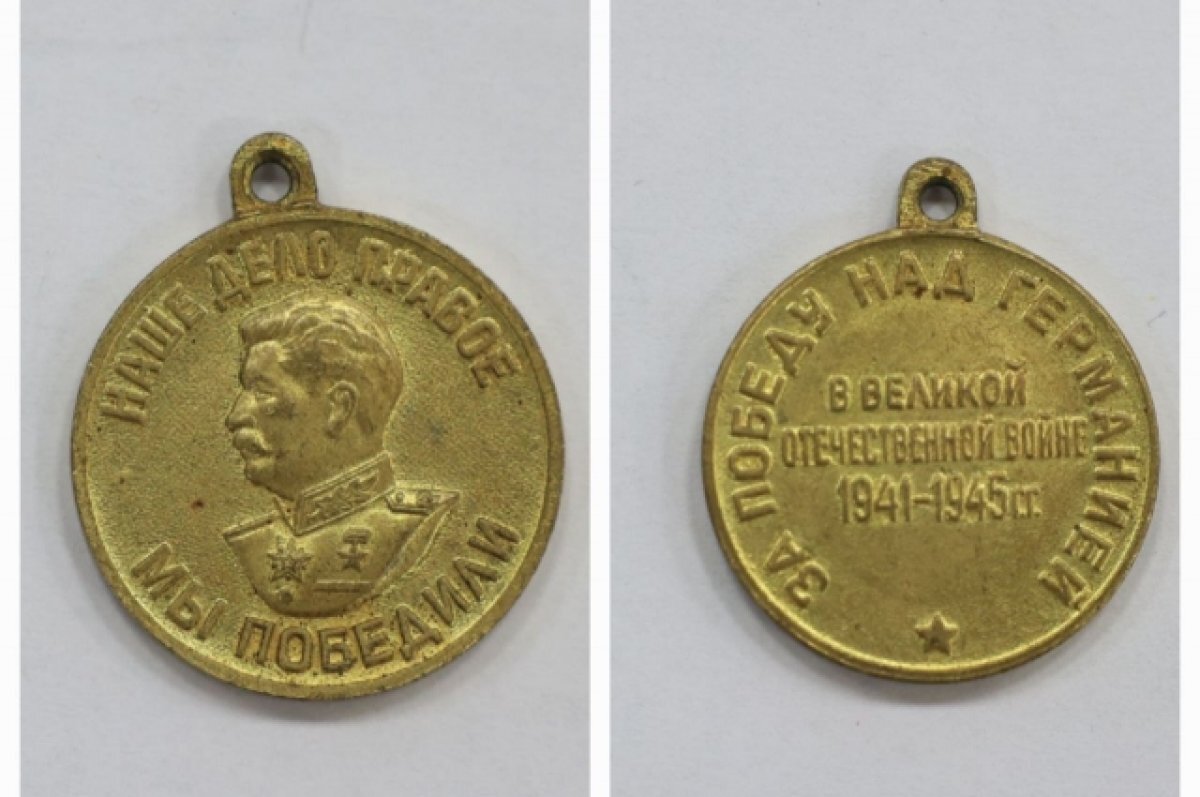 НАШЕ ДЕЛО ПРАВОЕ
МЫ ПОБЕДИЛИ
ЗА ПОБЕДУ НАД ГЕРМАНИЕЙ
В ВЕЛИКОЙ
ОТЕЧЕСТВЕННОЙ ВОЙНЕ
1941-1945 гг.